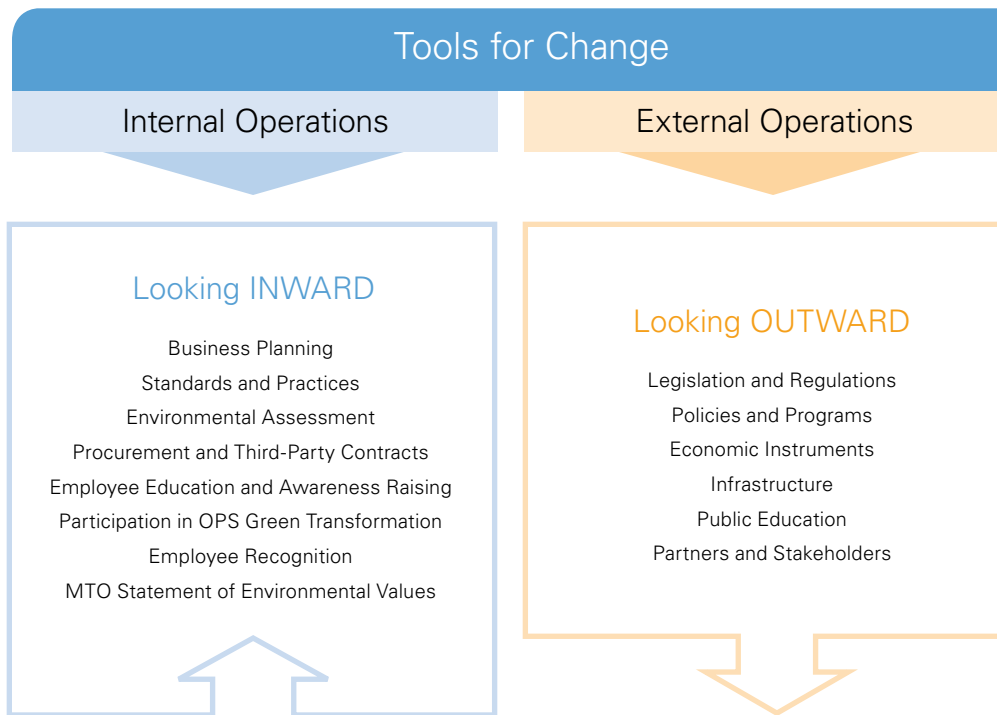 Tools for Change
Internal Operations
External Operations
Looking INWARD
Business Planning
Standards and Practices
Environmental Assessment
Procurement and Third-Party Contracts
Employee Education and Awareness Raising
Participation in OPS Green Transformation
Employee Recognition
MTO Statement of Environmental Values
Looking OUTWARD
Legislation and Regulations
Policies and Programs
Economic Instruments
Infrastructure
Public Education
Partners and Stakeholders